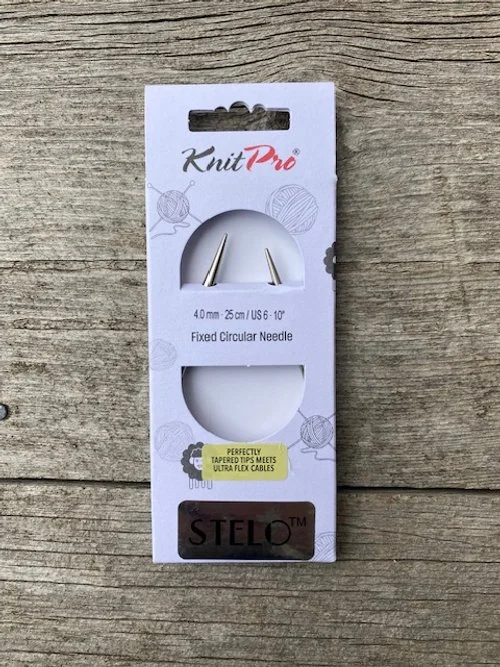 KnitPro®
4.0 mm · 25 cm / US 6 · 10"
Fixed Circular Needle
PERFECTLY
TAPERED TIPS MEETS
ULTRA FLEX CABLES
STELO™